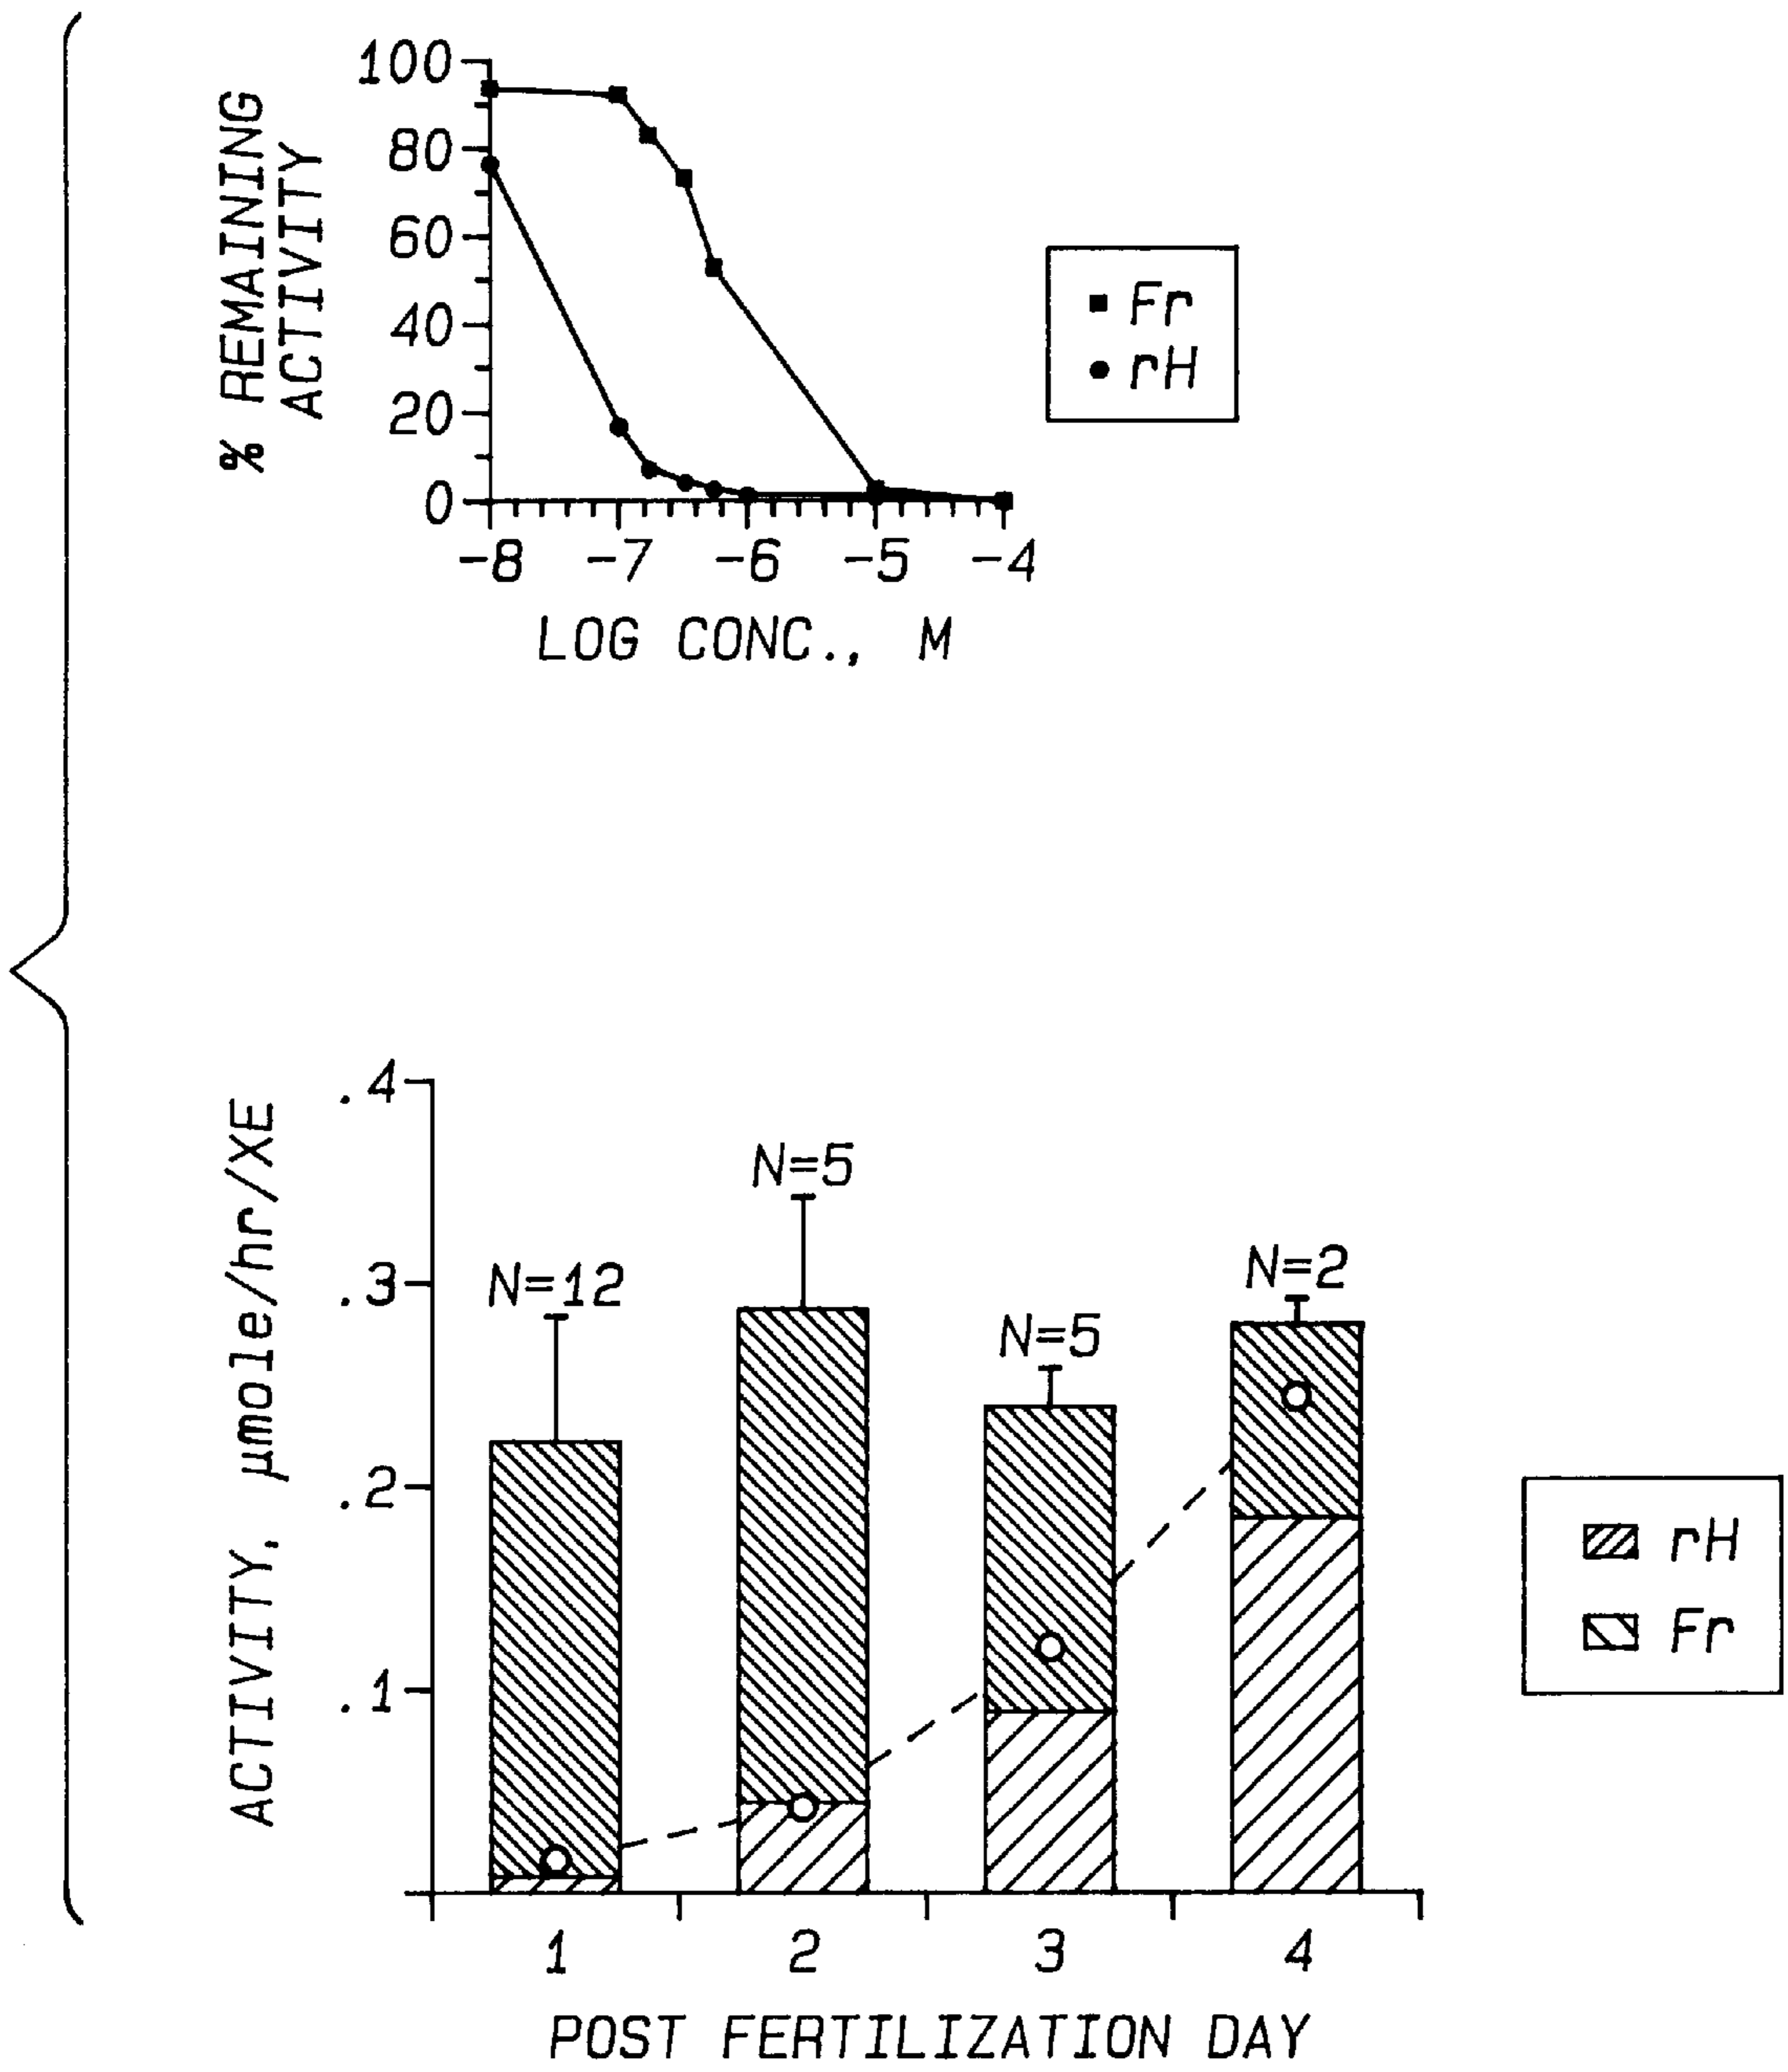 % REMAINING
ACTIVITY
100
80
60
40
20
0
-8 -7 -6 -5 -4
LOG CONC., M
Fr
rH
ACTIVITY, µmole/hr/XE
.4
.3
.2
.1
N=12
N=5
N=5
N=2
1 2 3 4
POST FERTILIZATION DAY
rH
Fr